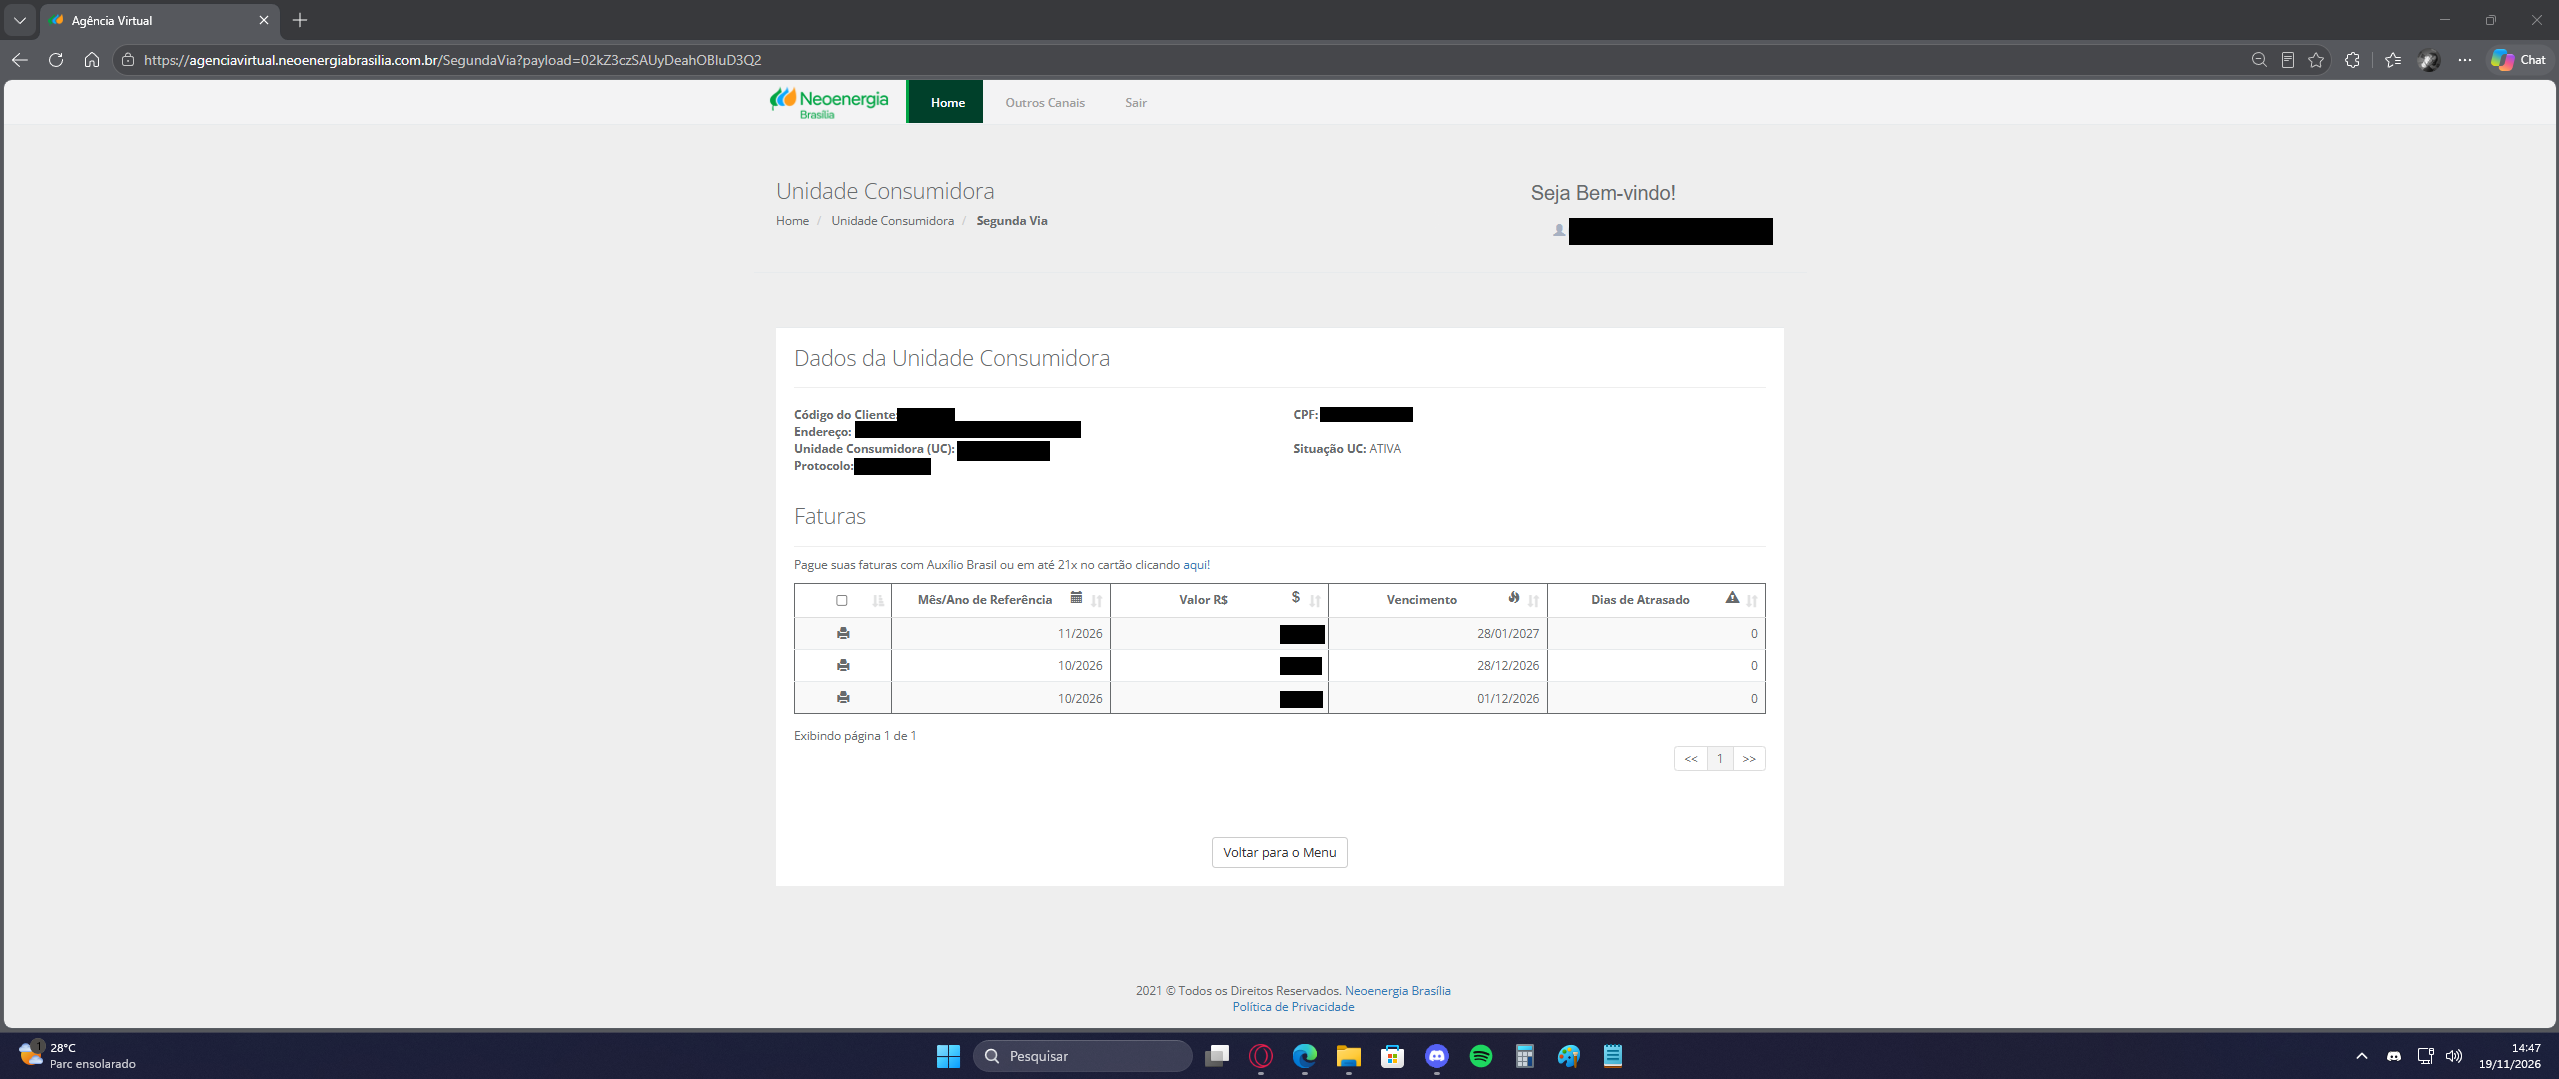 Agência Virtual
https://agenciavirtual.neoenergiabrasilia.com.br/SegundaVia?payload=02kZ3czSAUyDeahOBIuD3Q2
Chat
Neoenergia
Brasília
Home
Outros Canais
Sair
Unidade Consumidora
Seja Bem-vindo!
Home / Unidade Consumidora / Segunda Via
Dados da Unidade Consumidora
Código do Cliente:
CPF:
Endereço:
Unidade Consumidora (UC):
Situação UC: ATIVA
Protocolo:
Faturas
Pague suas faturas com Auxílio Brasil ou em até 21x no cartão clicando aqui!
Mês/Ano de Referência Valor R$ $ Vencimento Dias de Atrasado
11/2026 28/01/2027 0
10/2026 28/12/2026 0
10/2026 01/12/2026 0
Exibindo página 1 de 1
<< 1 >>
Voltar para o Menu
2021 © Todos os Direitos Reservados. Neoenergia Brasília
Política de Privacidade
1
28°C
Parc ensolarado
Pesquisar
14:47
19/11/2026